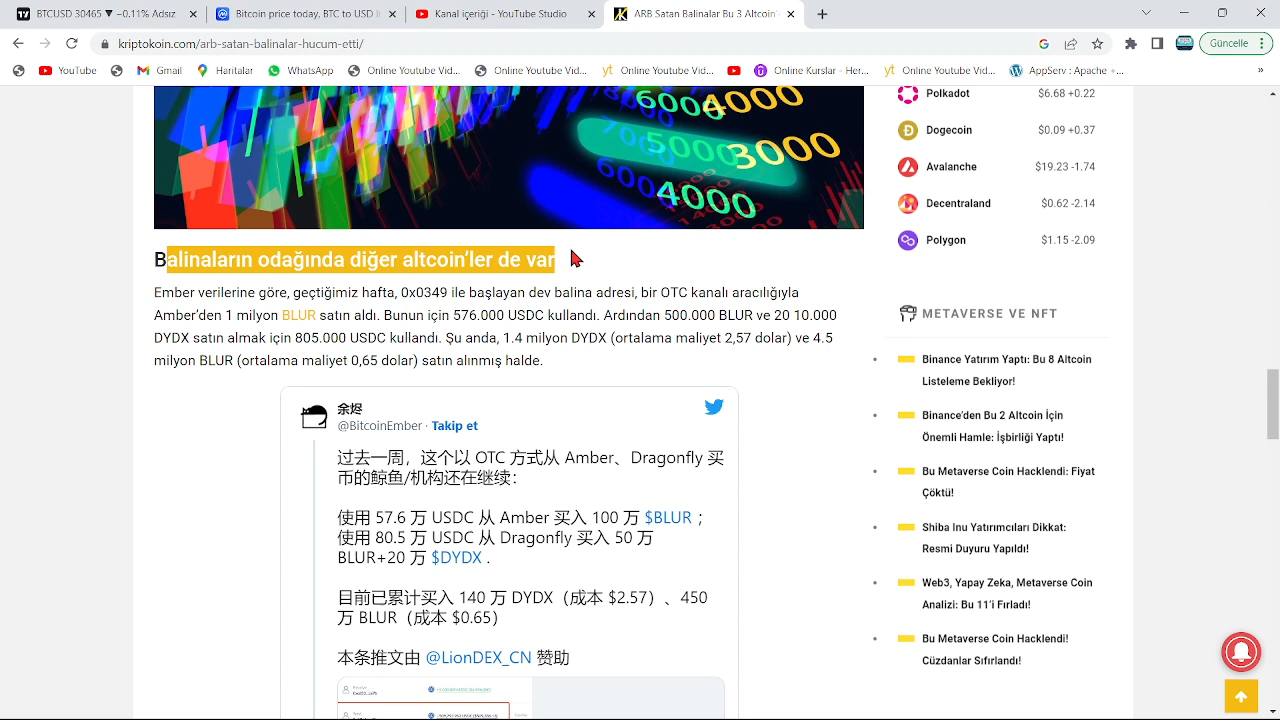 BTCUSD 30465 ▼ −0.11%
Bitcoin price today, BTC to USD li
Kanal içeriği - YouTube Studio
ARB Satan Balinalar Bu 3 Altcoin
kriptokoin.com/arb-satan-balinalar-hucum-etti/
Güncelle
YouTube
Gmail
Haritalar
WhatsApp
Online Youtube Vid...
Online Youtube Vid...
Online Youtube Vid...
Online Kurslar - Her...
Online Youtube Vid...
AppServ : Apache +...
»
6000
4000
5000
3000
4000
Balinaların odağında diğer altcoin’ler de var
Ember verilerine göre, geçtiğimiz hafta, 0x0349 ile başlayan dev balina adresi, bir OTC kanalı aracılığıyla
Amber'den 1 milyon BLUR satın aldı. Bunun için 576.000 USDC kullandı. Ardından 500.000 BLUR ve 20 10.000
DYDX satın almak için 805.000 USDC kullandı. Şu anda, 1.4 milyon DYDX (ortalama maliyet 2,57 dolar) ve 4.5
milyon BLUR (ortalama maliyet 0,65 dolar) satın alınmış halde.
余烬
@BitcoinEmber · Takip et
过去一周，这个以 OTC 方式从 Amber、Dragonfly 买
币的鲸鱼/机构还在继续：
使用 57.6 万 USDC 从 Amber 买入 100 万 $BLUR ；
使用 80.5 万 USDC 从 Dragonfly 买入 50 万
BLUR+20 万 $DYDX .
目前已累计买入 140 万 DYDX（成本 $2.57）、450
万 BLUR（成本 $0.65）
本条推文由 @LionDEX_CN 赞助
Polkadot $6.68 +0.22
Dogecoin $0.09 +0.37
Avalanche $19.23 -1.74
Decentraland $0.62 -2.14
Polygon $1.15 -2.09
METAVERSE VE NFT
Binance Yatırım Yaptı: Bu 8 Altcoin
Listeleme Bekliyor!
Binance’den Bu 2 Altcoin İçin
Önemli Hamle: İşbirliği Yaptı!
Bu Metaverse Coin Hacklendi: Fiyat
Çöktü!
Shiba Inu Yatırımcıları Dikkat:
Resmi Duyuru Yapıldı!
Web3, Yapay Zeka, Metaverse Coin
Analizi: Bu 11’i Fırladı!
Bu Metaverse Coin Hacklendi!
Cüzdanlar Sıfırlandı!